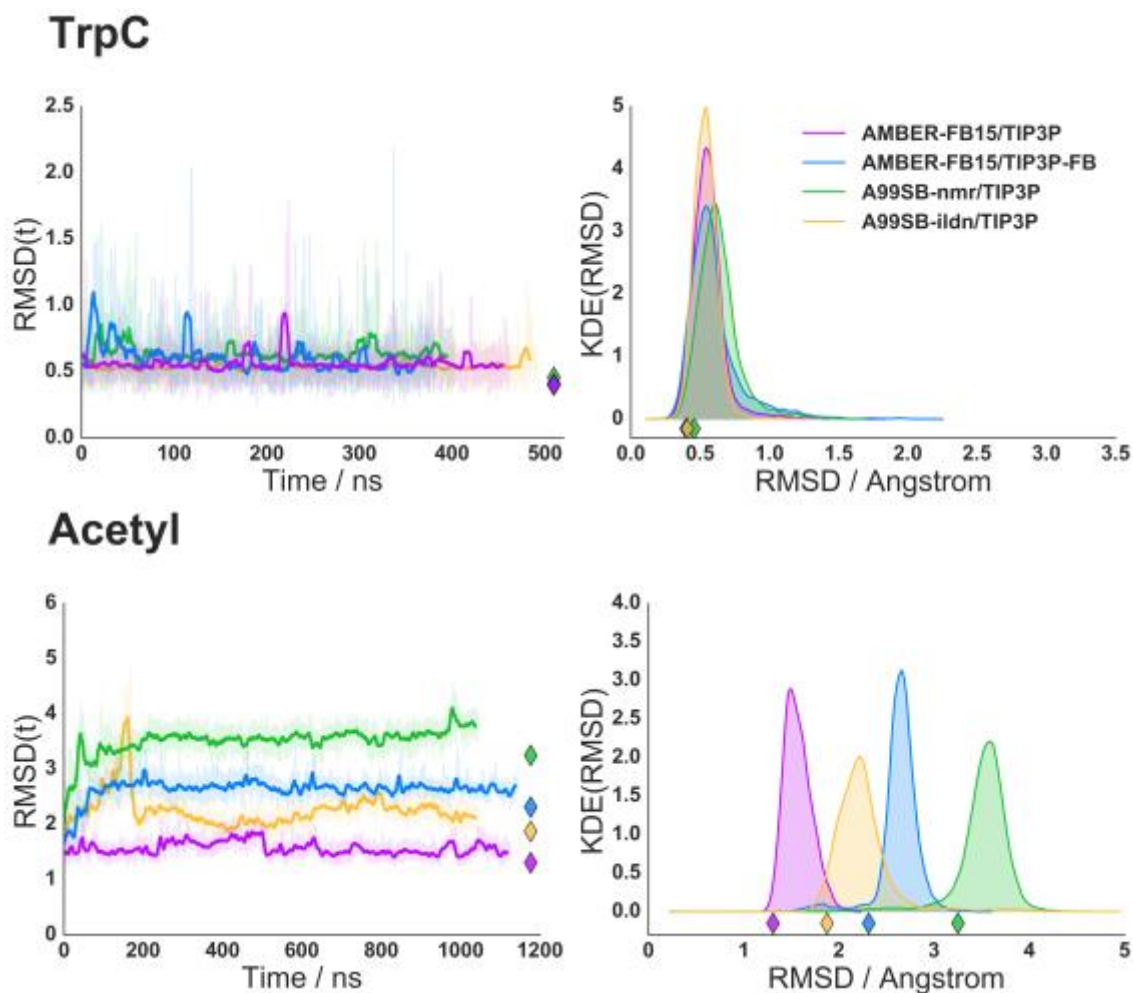 TrpC
RMSD(t)
2.5
2.0
1.5
1.0
0.5
0.0
0 100 200 300 400 500
Time / ns
KDE(RMSD)
5
4
3
2
1
0
0.0 0.5 1.0 1.5 2.0 2.5 3.0 3.5
RMSD / Angstrom
AMBER-FB15/TIP3P
AMBER-FB15/TIP3P-FB
A99SB-nmr/TIP3P
A99SB-ildn/TIP3P
Acetyl
RMSD(t)
6
5
4
3
2
1
0
0 200 400 600 800 1000 1200
Time / ns
KDE(RMSD)
4.0
3.5
3.0
2.5
2.0
1.5
1.0
0.5
0.0
0 1 2 3 4 5
RMSD / Angstrom